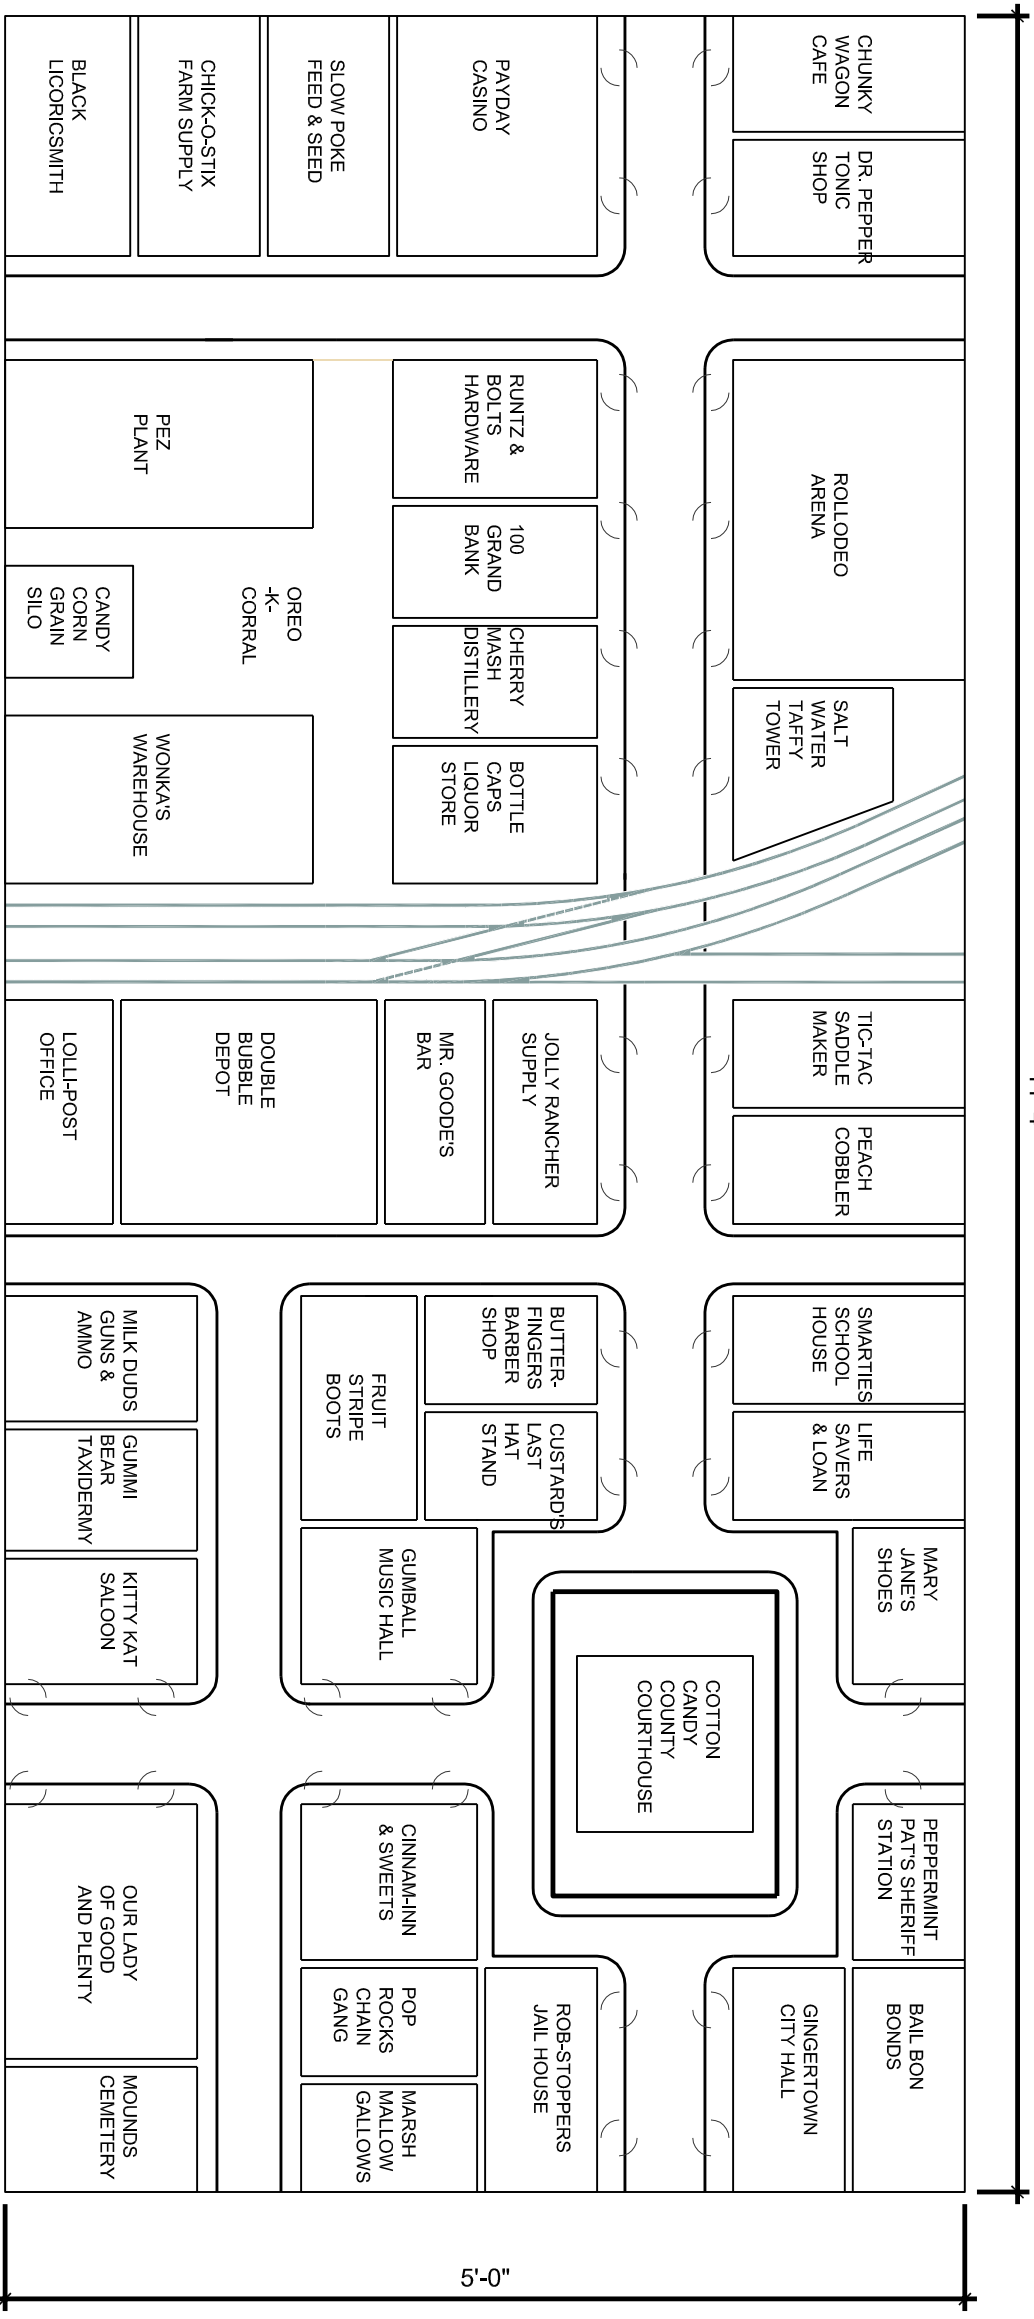 CHUNKY
WAGON
CAFE
DR. PEPPER
TONIC
SHOP
PAYDAY
CASINO
SLOW POKE
FEED & SEED
CHICK-O-STIX
FARM SUPPLY
BLACK
LICORICSMITH
ROLLODEO
ARENA
SALT
WATER
TAFFY
TOWER
RUNTZ &
BOLTS
HARDWARE
100
GRAND
BANK
CHERRY
MASH
DISTILLERY
BOTTLE
CAPS
LIQUOR
STORE
PEZ
PLANT
OREO
-K-
CORRAL
CANDY
CORN
GRAIN
SILO
WONKA'S
WAREHOUSE
TIC-TAC
SADDLE
MAKER
PEACH
COBBLER
JOLLY RANCHER
SUPPLY
MR. GOODE'S
BAR
DOUBLE
BUBBLE
DEPOT
LOLLI-POST
OFFICE
SMARTIES
SCHOOL
HOUSE
LIFE
SAVERS
& LOAN
MARY
JANE'S
SHOES
BUTTER-
FINGERS
BARBER
SHOP
CUSTARD'S
LAST
HAT
STAND
FRUIT
STRIPE
BOOTS
GUMBALL
MUSIC HALL
MILK DUDS
GUNS &
AMMO
GUMMI
BEAR
TAXIDERMY
KITTY KAT
SALOON
COTTON
CANDY
COUNTY
COURTHOUSE
PEPPERMINT
PAT'S SHERIFF
STATION
BAIL BON
BONDS
GINGERTOWN
CITY HALL
ROB-STOPPERS
JAIL HOUSE
CINNAM-INN
& SWEETS
POP
ROCKS
CHAIN
GANG
MARSH
MALLOW
GALLOWS
OUR LADY
OF GOOD
AND PLENTY
MOUNDS
CEMETERY
5'-0"